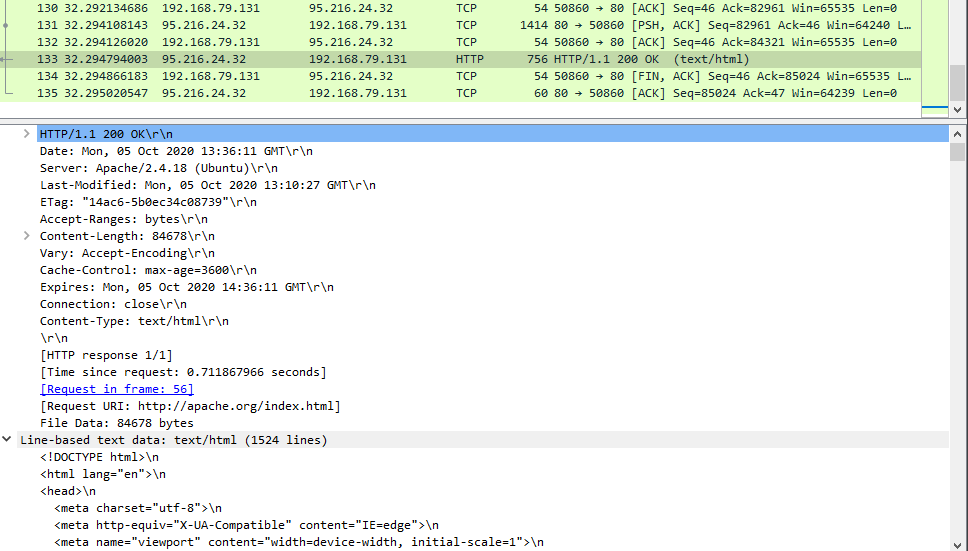 130 32.292134686 192.168.79.131 95.216.24.32 TCP 54 50860 → 80 [ACK] Seq=46 Ack=82961 Win=65535 Len=0
131 32.294108143 95.216.24.32 192.168.79.131 TCP 1414 80 → 50860 [PSH, ACK] Seq=82961 Ack=46 Win=64240 L…
132 32.294126020 192.168.79.131 95.216.24.32 TCP 54 50860 → 80 [ACK] Seq=46 Ack=84321 Win=65535 Len=0
133 32.294794003 95.216.24.32 192.168.79.131 HTTP 756 HTTP/1.1 200 OK  (text/html)
134 32.294866183 192.168.79.131 95.216.24.32 TCP 54 50860 → 80 [FIN, ACK] Seq=46 Ack=85024 Win=65535 L…
135 32.295020547 95.216.24.32 192.168.79.131 TCP 60 80 → 50860 [ACK] Seq=85024 Ack=47 Win=64239 Len=0
HTTP/1.1 200 OK\r\n
Date: Mon, 05 Oct 2020 13:36:11 GMT\r\n
Server: Apache/2.4.18 (Ubuntu)\r\n
Last-Modified: Mon, 05 Oct 2020 13:10:27 GMT\r\n
ETag: "14ac6-5b0ec34c08739"\r\n
Accept-Ranges: bytes\r\n
Content-Length: 84678\r\n
Vary: Accept-Encoding\r\n
Cache-Control: max-age=3600\r\n
Expires: Mon, 05 Oct 2020 14:36:11 GMT\r\n
Connection: close\r\n
Content-Type: text/html\r\n
\r\n
[HTTP response 1/1]
[Time since request: 0.711867966 seconds]
[Request in frame: 56]
[Request URI: http://apache.org/index.html]
File Data: 84678 bytes
Line-based text data: text/html (1524 lines)
<!DOCTYPE html>\n
<html lang="en">\n
<head>\n
<meta charset="utf-8">\n
<meta http-equiv="X-UA-Compatible" content="IE=edge">\n
<meta name="viewport" content="width=device-width, initial-scale=1">\n